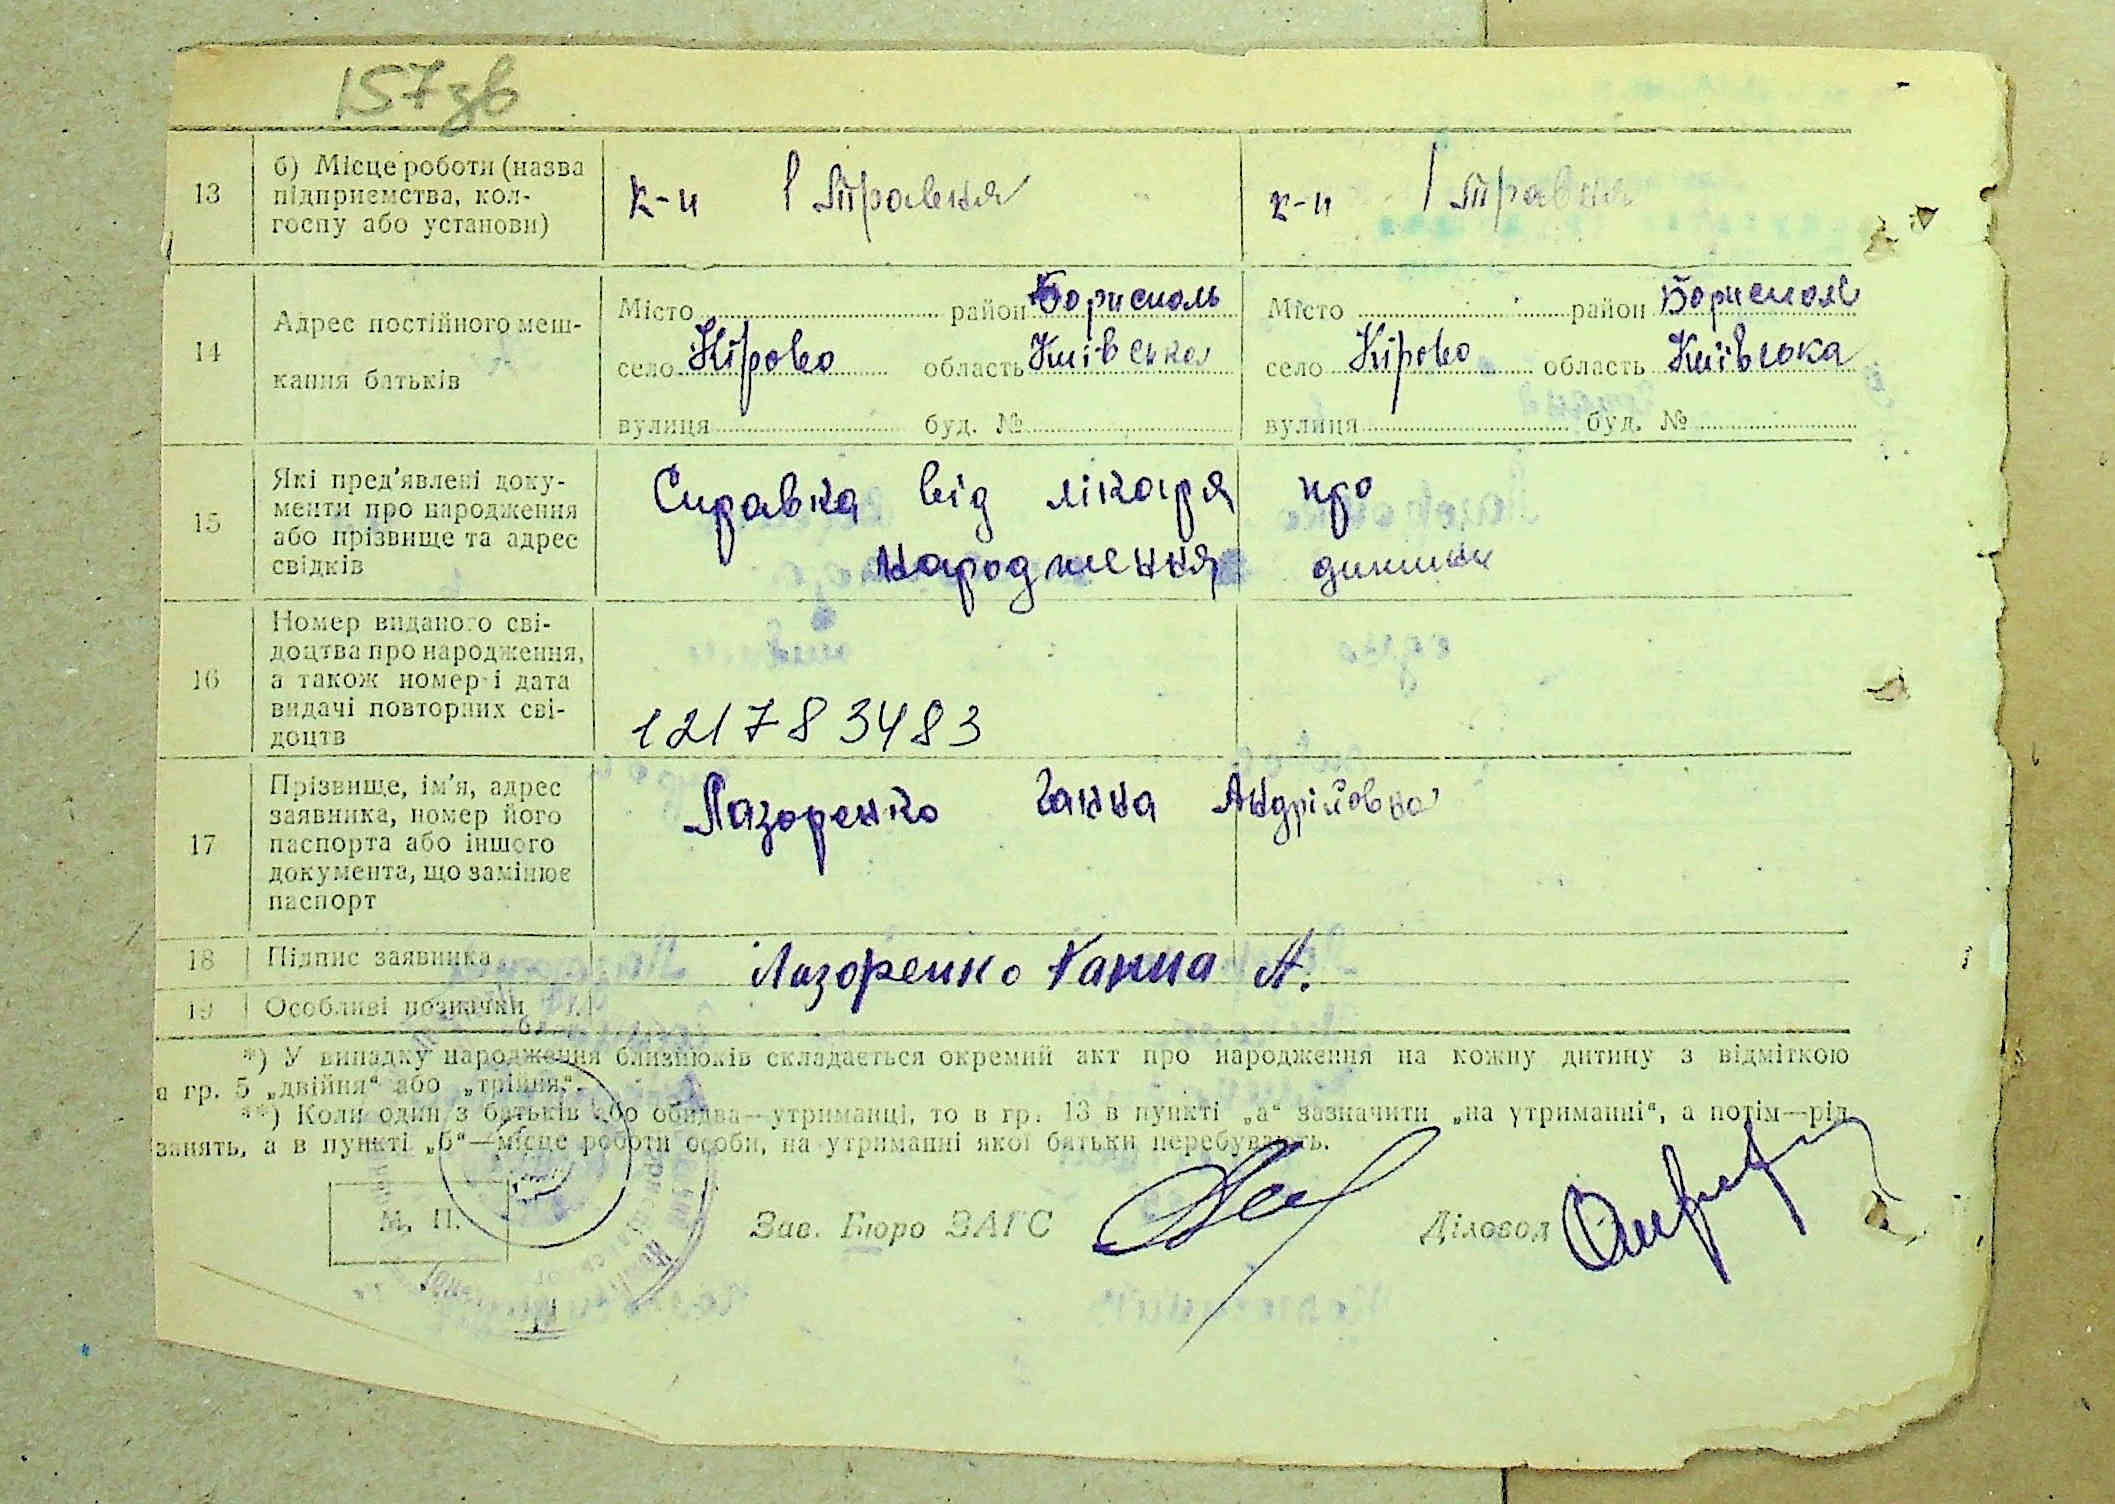 157зв
13
б) Місце роботи (назва
підприємства, кол-
госпу або установи)
к-п 1 Травня
к-п 1 Травня
14
Адрес постійного меш-
кання батьків
Місто район Борисполь
село Кірово область Київська
вулиця буд. №
Місто район Бориспол
село Кірово область Київська
вулиця буд. №
15
Які пред'явлені доку-
менти про народження
або прізвище та адрес
свідків
Справка від лікаря про
народження дитини
16
Номер виданого сві-
доцтва про народження,
а також номер і дата
видачі повторних сві-
доцтв
121783483
17
Прізвище, ім'я, адрес
заявника, номер його
паспорта або іншого
документа, що замінює
паспорт
Лазоренко Ганна Андрійовна
18
Підпис заявника
Лазоренко Ганна А.
19
Особливі позначки
*) У випадку народження близнюків складається окремий акт про народження на кожну дитину з відміткою
в гр. 5 „двійня“ або „трійня“.
**) Коли один з батьків або обидва—утриманці, то в гр. 13 в пункті „а“ зазначити „на утриманні“, а потім—рід
занять, а в пункті „б“—місце роботи особи, на утриманні якої батьки перебувають.
М. П.
Зав. Бюро ЗАГС
Діловод